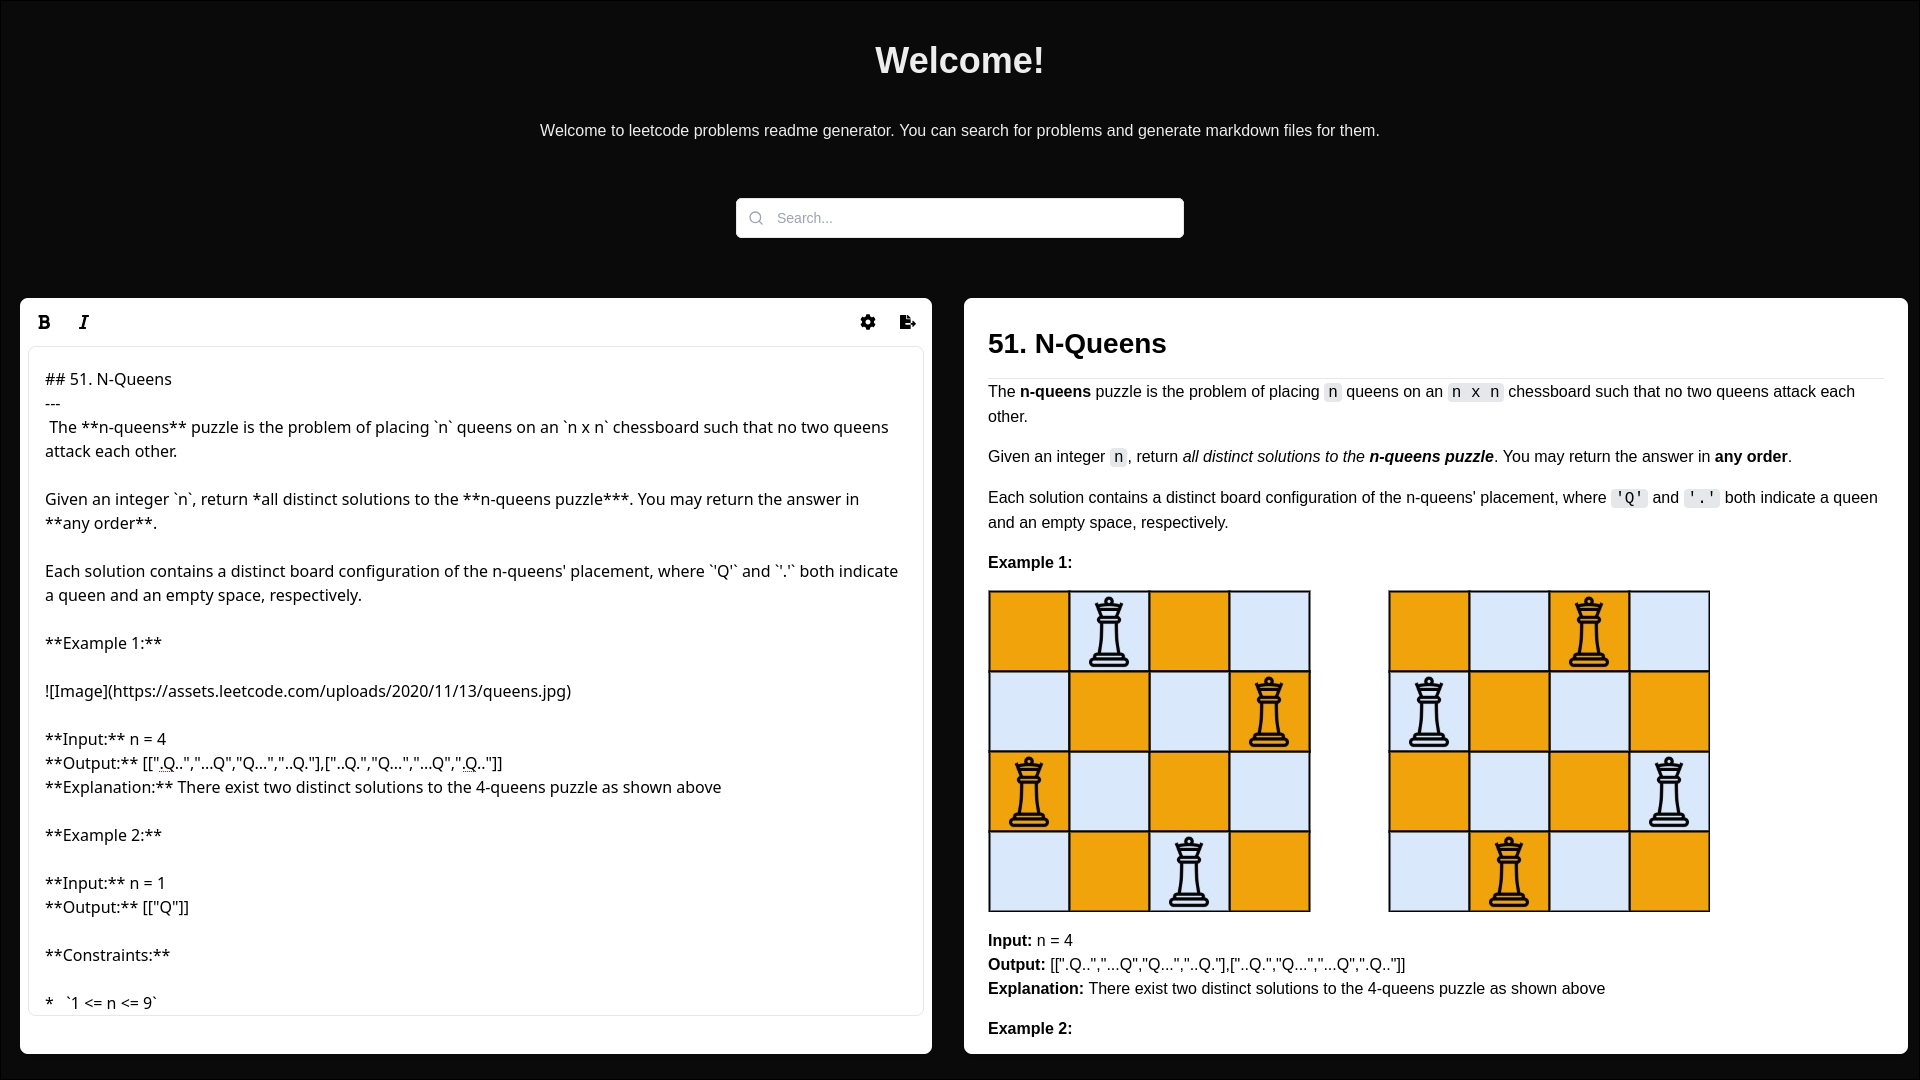 Welcome!
Welcome to leetcode problems readme generator. You can search for problems and generate markdown files for them.
Search...
B I
## 51. N-Queens
---
The **n-queens** puzzle is the problem of placing `n` queens on an `n x n` chessboard such that no two queens
attack each other.
Given an integer `n`, return *all distinct solutions to the **n-queens puzzle***. You may return the answer in
**any order**.
Each solution contains a distinct board configuration of the n-queens' placement, where `'Q'` and `'.'` both indicate
a queen and an empty space, respectively.
**Example 1:**
![Image](https://assets.leetcode.com/uploads/2020/11/13/queens.jpg)
**Input:** n = 4
**Output:** [[".Q..","...Q","Q...","..Q."],["..Q.","Q...","...Q",".Q.."]]
**Explanation:** There exist two distinct solutions to the 4-queens puzzle as shown above
**Example 2:**
**Input:** n = 1
**Output:** [["Q"]]
**Constraints:**
*   `1 <= n <= 9`
51. N-Queens
The n-queens puzzle is the problem of placing n queens on an n x n chessboard such that no two queens attack each
other.
Given an integer n, return all distinct solutions to the n-queens puzzle. You may return the answer in any order.
Each solution contains a distinct board configuration of the n-queens' placement, where 'Q' and '.' both indicate a queen
and an empty space, respectively.
Example 1:
Input: n = 4
Output: [[".Q..","...Q","Q...","..Q."],["..Q.","Q...","...Q",".Q.."]]
Explanation: There exist two distinct solutions to the 4-queens puzzle as shown above
Example 2: